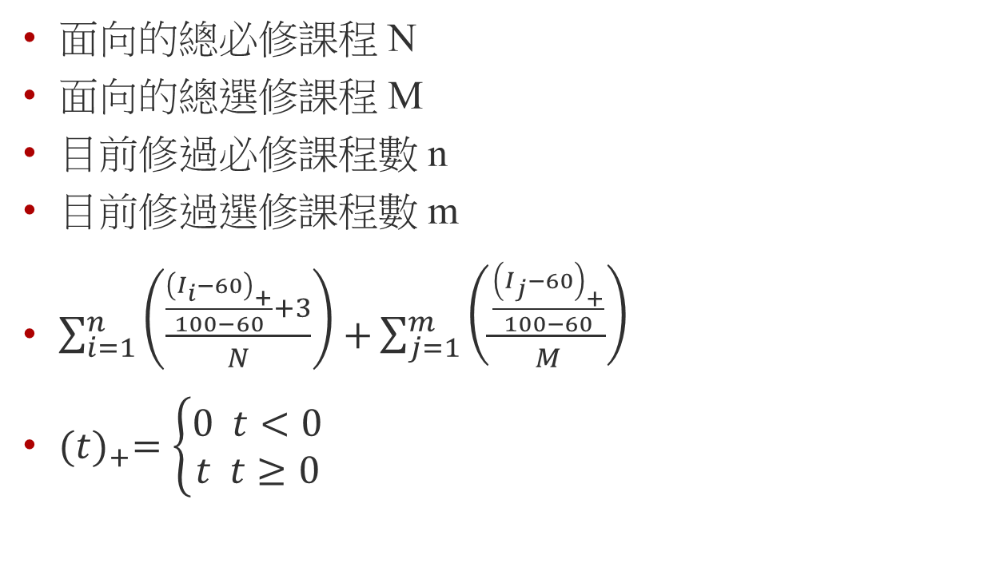 • 面向的總必修課程 N
• 面向的總選修課程 M
• 目前修過必修課程數 n
• 目前修過選修課程數 m
• $\sum_{i=1}^{n}\left(\frac{\frac{(I_i-60)_+}{100-60}+3}{N}\right)+\sum_{j=1}^{m}\left(\frac{\frac{(I_j-60)_+}{100-60}}{M}\right)$
• $(t)_+=\begin{cases}0 & t<0\\ t & t\geq 0\end{cases}$